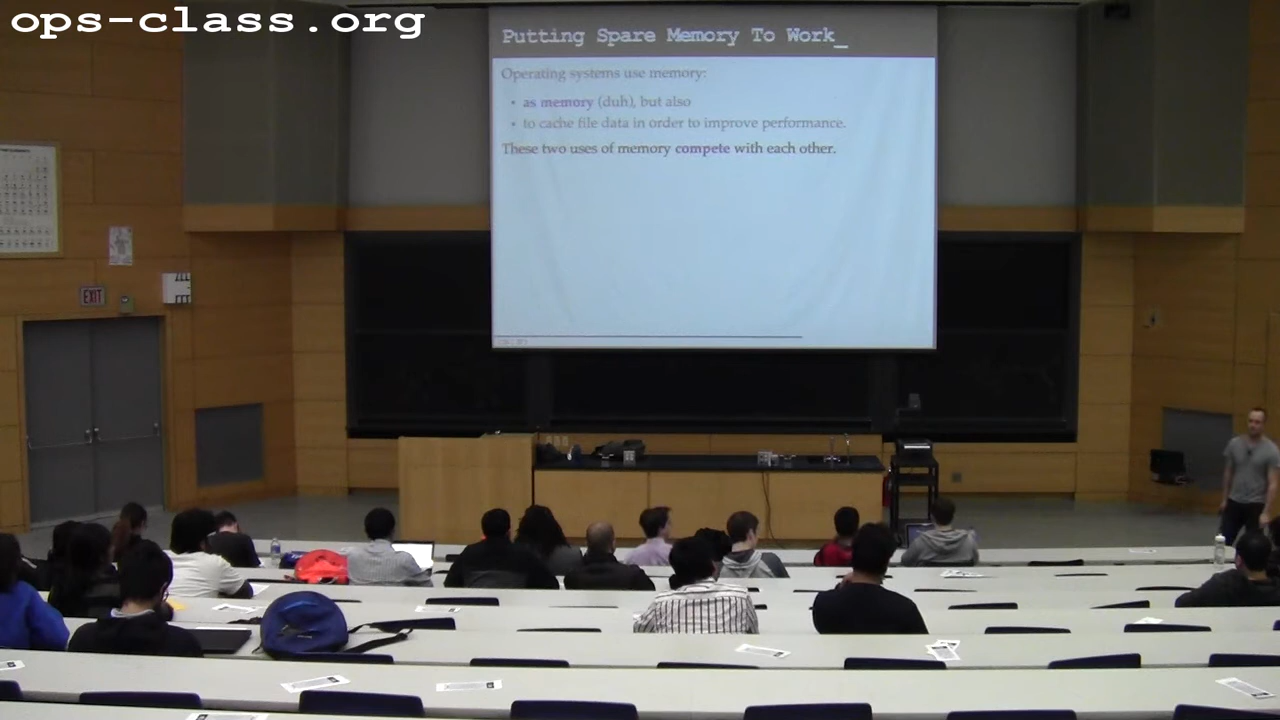 ops-class.org
Putting Spare Memory To Work_
Operating systems use memory:
• as memory (duh), but also
• to cache file data in order to improve performance.
These two uses of memory compete with each other.
EXIT